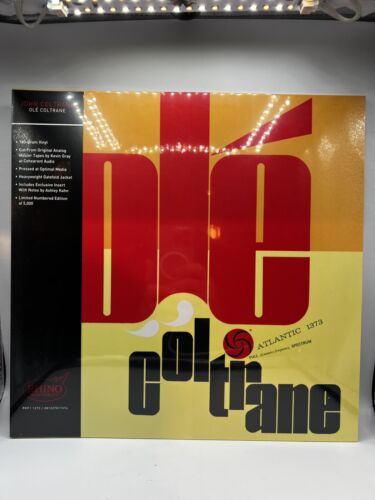 JOHN COLTRANE
OLÉ COLTRANE
• 180-Gram Vinyl
• Cut From Original Analog
Master Tapes by Kevin Gray
at Cohearent Audio
• Pressed at Optimal Media
• Heavyweight Gatefold Jacket
• Includes Exclusive Insert
With Notes by Ashley Kahn
• Limited Numbered Edition
of 5,000
olé
coltrane
ATLANTIC 1373
FULL dynamics-frequency SPECTRUM
RHINO